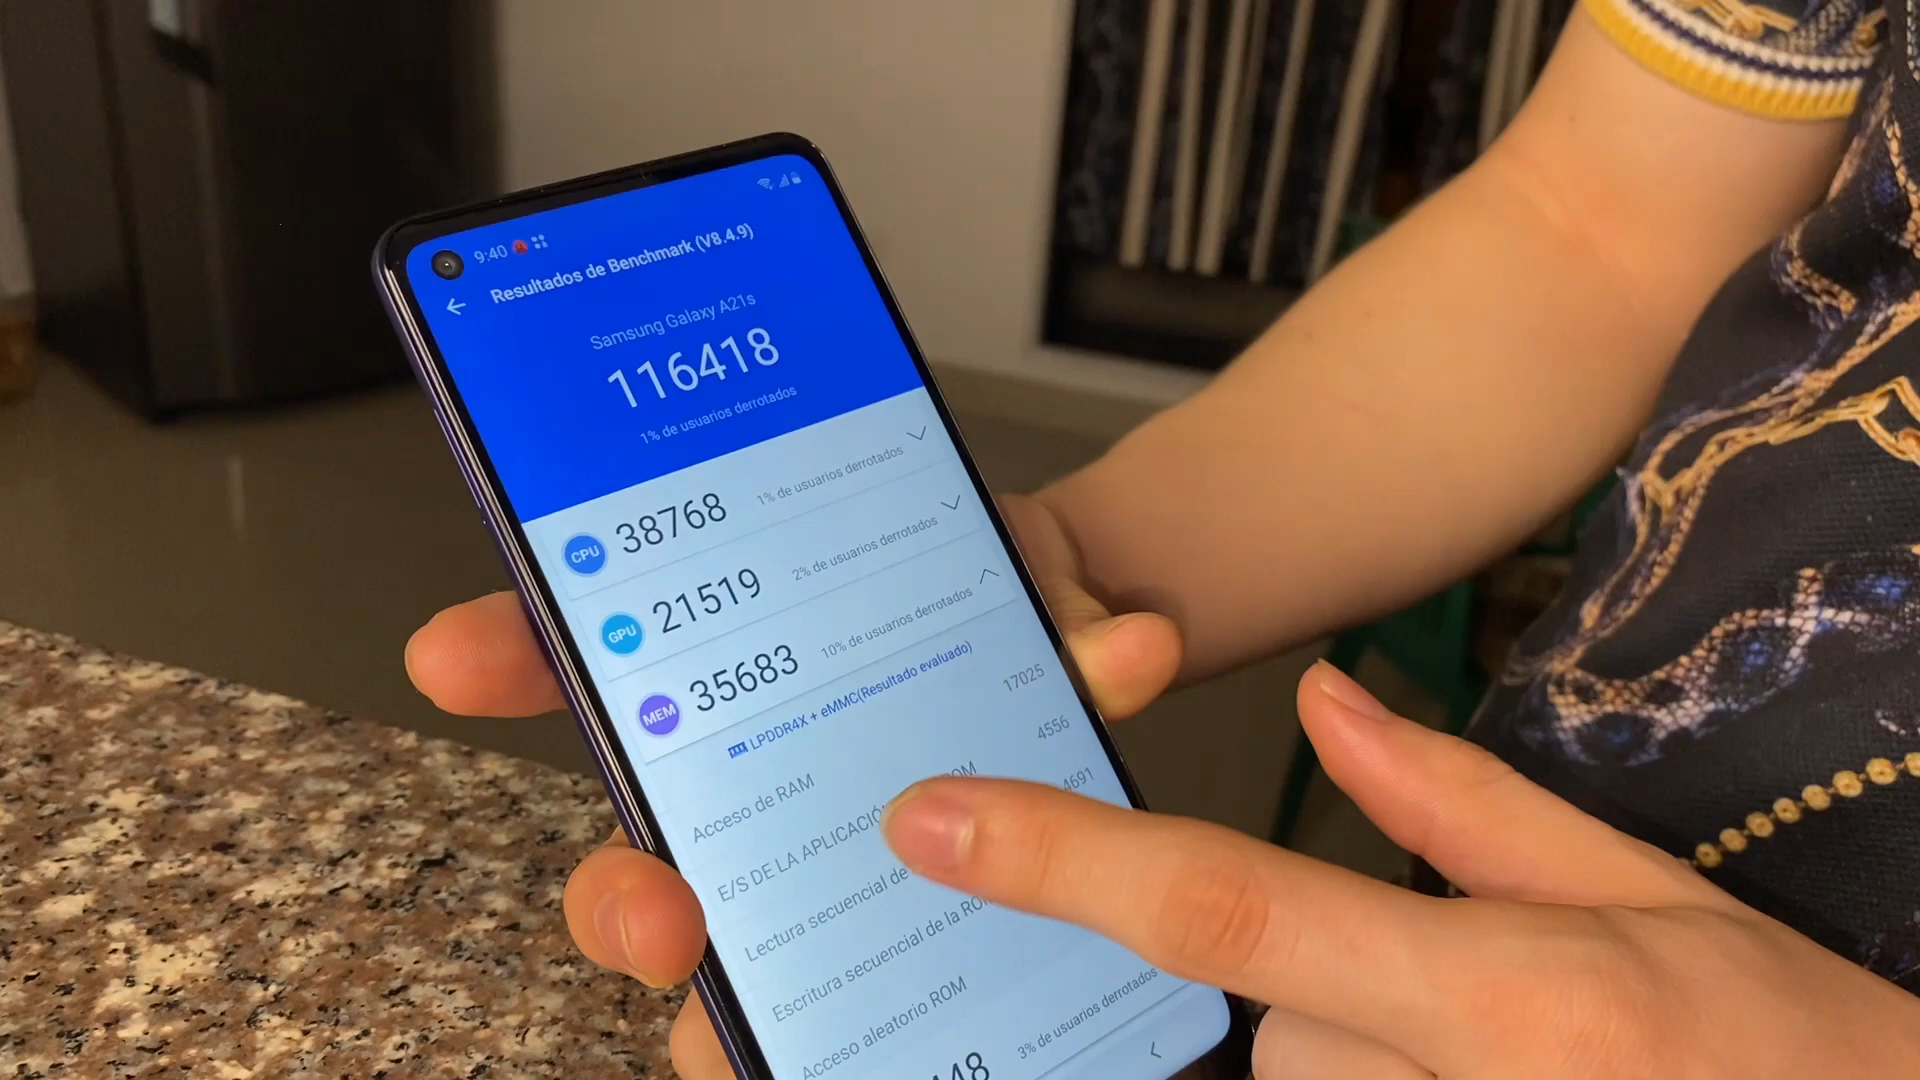 9:40
Resultados de Benchmark (V8.4.9)
Samsung Galaxy A21s
116418
1% de usuarios derrotados
CPU 38768 1% de usuarios derrotados
GPU 21519 2% de usuarios derrotados
MEM 35683 10% de usuarios derrotados
LPDDR4X + eMMC(Resultado evaluado)
Acceso de RAM 17025
E/S DE LA 4556
Lectura secuencial de 4691
Escritura secuencial de la
Acceso aleatorio ROM
3% de usuarios derrotados